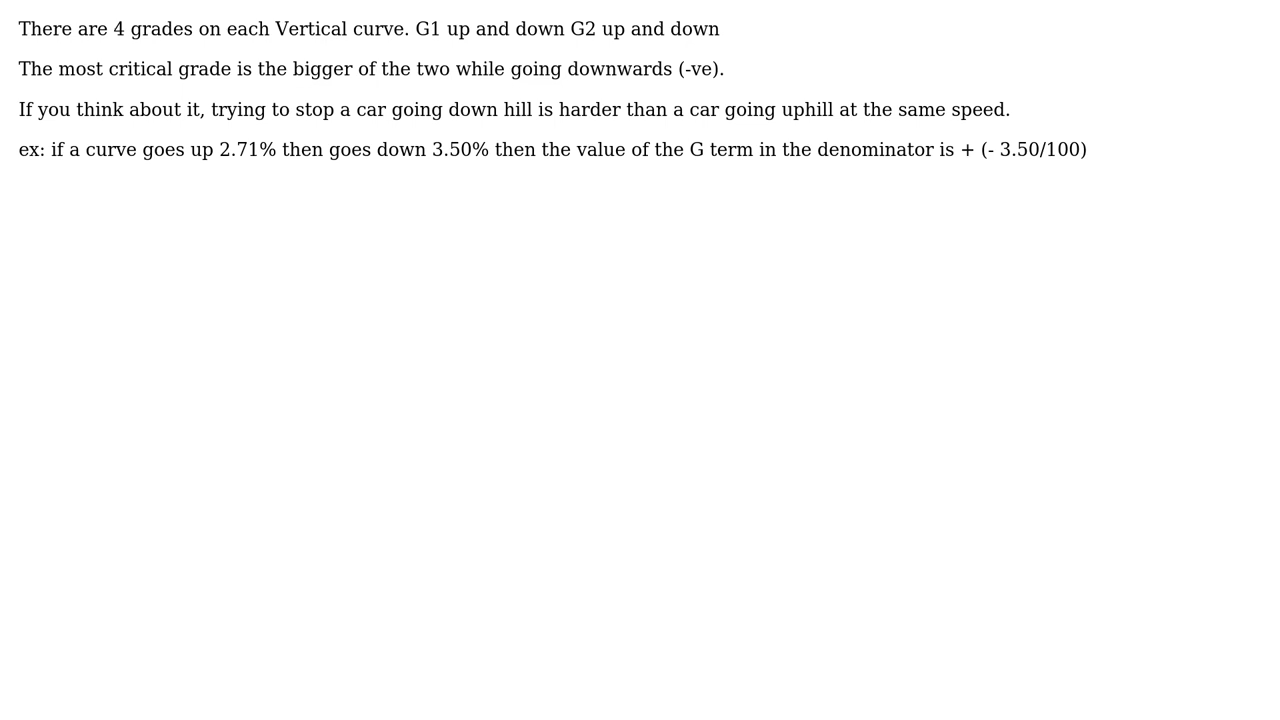 There are 4 grades on each Vertical curve. G1 up and down G2 up and down
The most critical grade is the bigger of the two while going downwards (-ve).
If you think about it, trying to stop a car going down hill is harder than a car going uphill at the same speed.
ex: if a curve goes up 2.71% then goes down 3.50% then the value of the G term in the denominator is + (- 3.50/100)